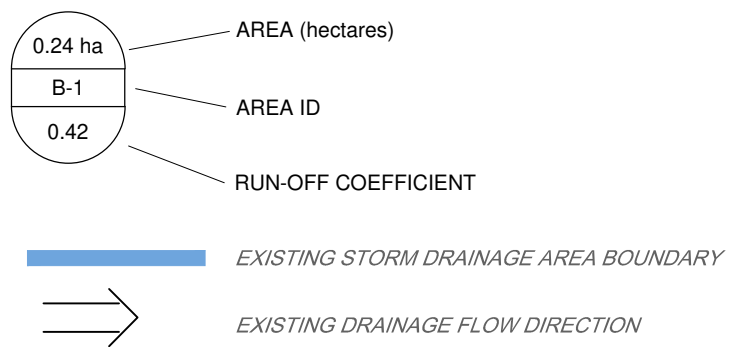 0.24 ha
AREA (hectares)
B-1
AREA ID
0.42
RUN-OFF COEFFICIENT
EXISTING STORM DRAINAGE AREA BOUNDARY
EXISTING DRAINAGE FLOW DIRECTION